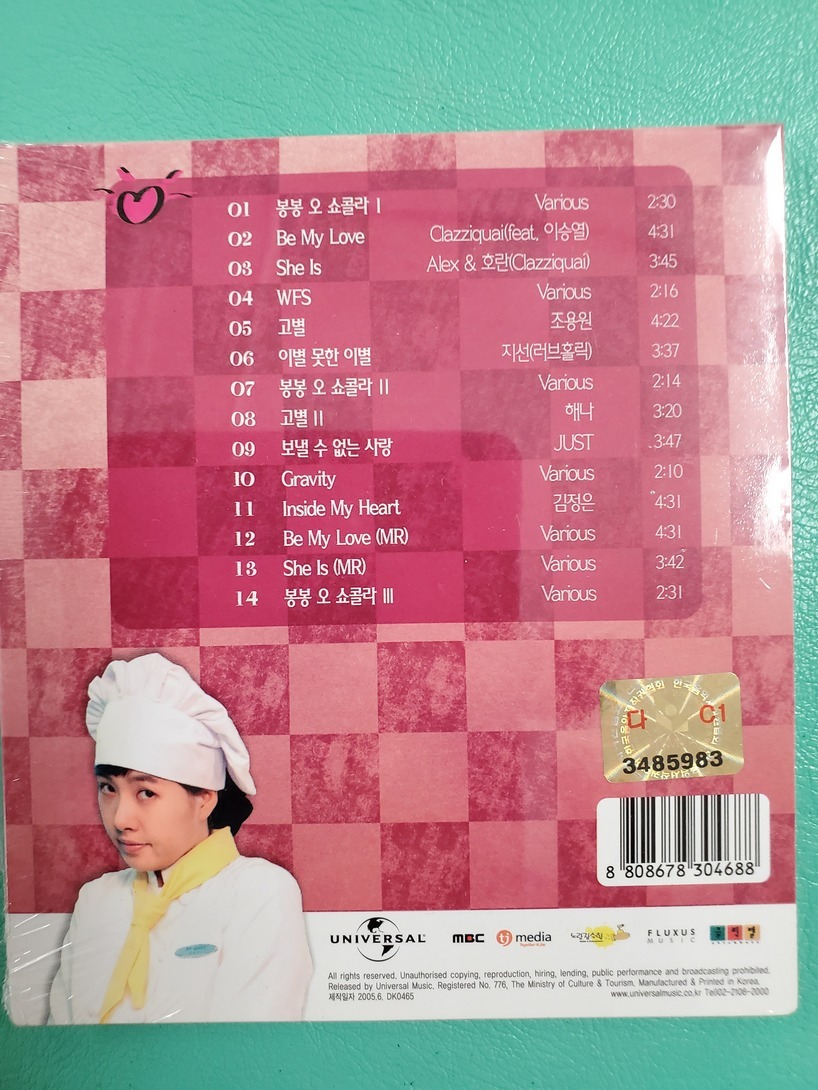 01 봉봉 오 쇼콜라 I Various 2:30
02 Be My Love Clazziquai(feat. 이승열) 4:31
03 She Is Alex & 호란(Clazziquai) 3:45
04 WFS Various 2:16
05 고별 조용원 4:22
06 이별 못한 이별 지선(러브홀릭) 3:37
07 봉봉 오 쇼콜라 II Various 2:14
08 고별 II 해나 3:20
09 보낼 수 없는 사랑 JUST 3:47
10 Gravity Various 2:10
11 Inside My Heart 김정은 4:31
12 Be My Love (MR) Various 4:31
13 She Is (MR) Various 3:42
14 봉봉 오 쇼콜라 III Various 2:31
다 C1
3485983
8 808678 304688
UNIVERSAL MBC tj media FLUXUS MUSIC
All rights reserved. Unauthorised copying, reproduction, hiring, lending, public performance and broadcasting prohibited.
Released by Universal Music, Registered No. 776, The Ministry of Culture & Tourism, Manufactured & Printed in Korea.
제작일자 2005.6. DK0465 www.universalmusic.co.kr Tel)02-2106-2000